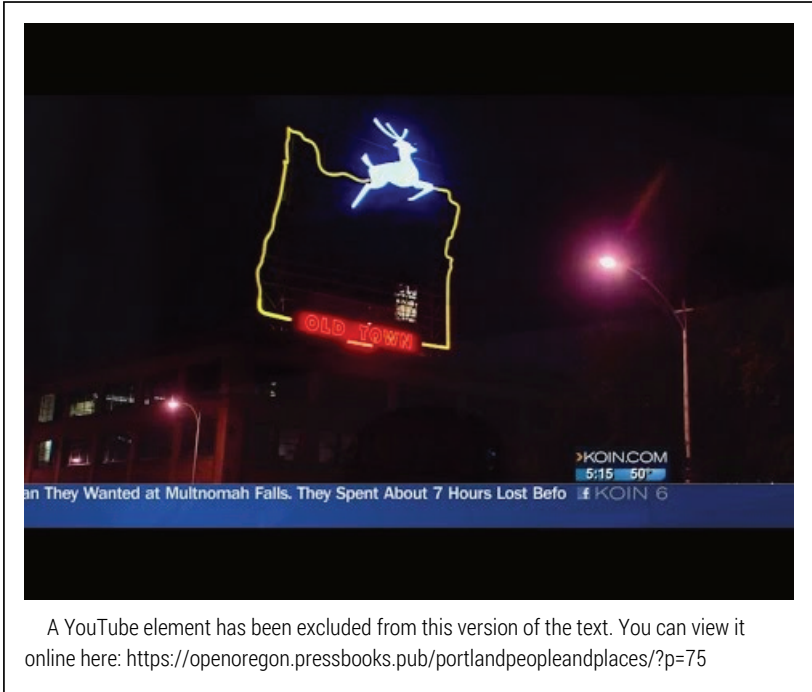 OLD TOWN
›KOIN.COM
5:15 50°
an They Wanted at Multnomah Falls. They Spent About 7 Hours Lost Befo f KOIN 6
A YouTube element has been excluded from this version of the text. You can view it
online here: https://openoregon.pressbooks.pub/portlandpeopleandplaces/?p=75